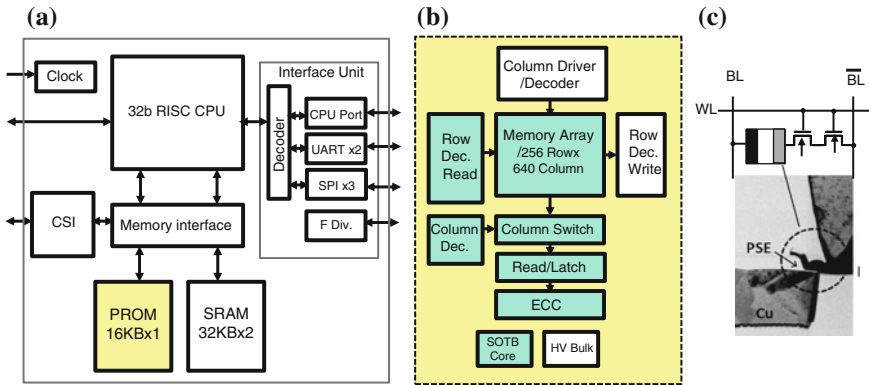 (a)
Clock
32b RISC CPU
Interface Unit
Decoder
CPU Port
UART x2
SPI x3
F Div.
CSI
Memory interface
PROM
16KBx1
SRAM
32KBx2
(b)
Column Driver
/Decoder
Row
Dec.
Read
Memory Array
/256 Rowx
640 Column
Row
Dec.
Write
Column
Dec.
Column Switch
Read/Latch
ECC
SOTB
Core
HV Bulk
(c)
BL
BL
WL
PSE
Cu